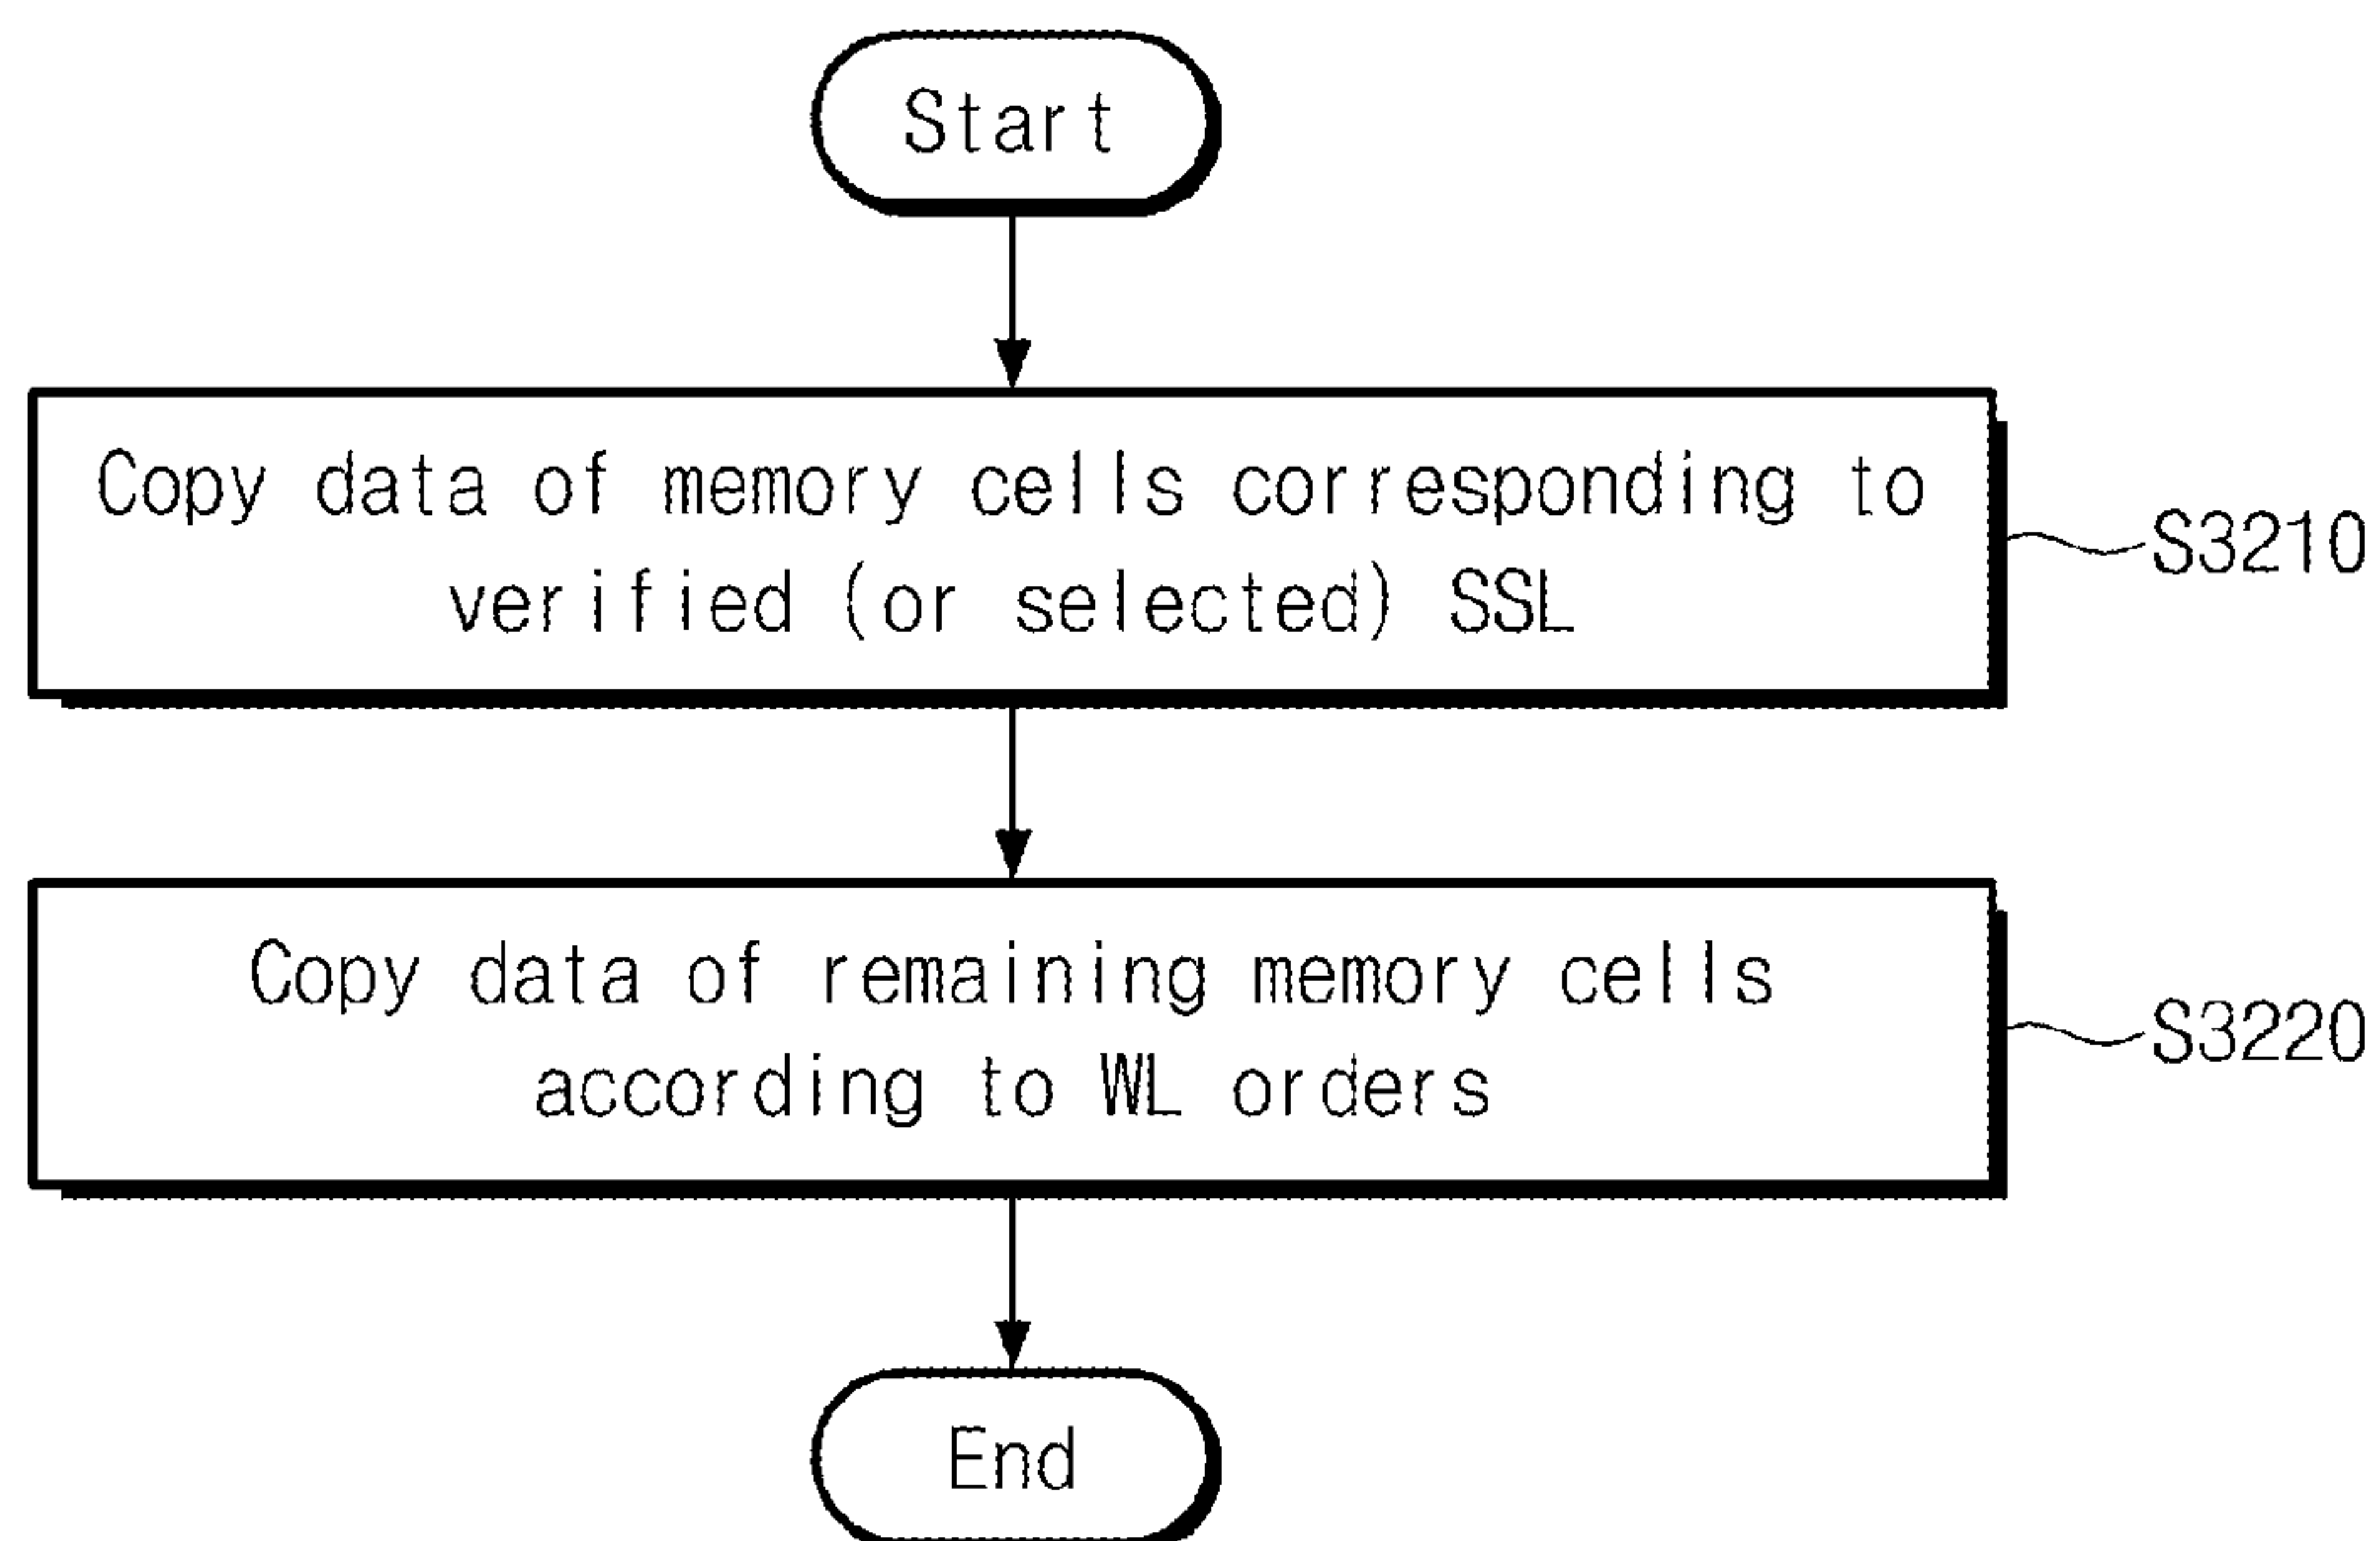 Start
Copy data of memory cells corresponding to
verified (or selected) SSL
S3210
Copy data of remaining memory cells
according to WL orders
S3220
End